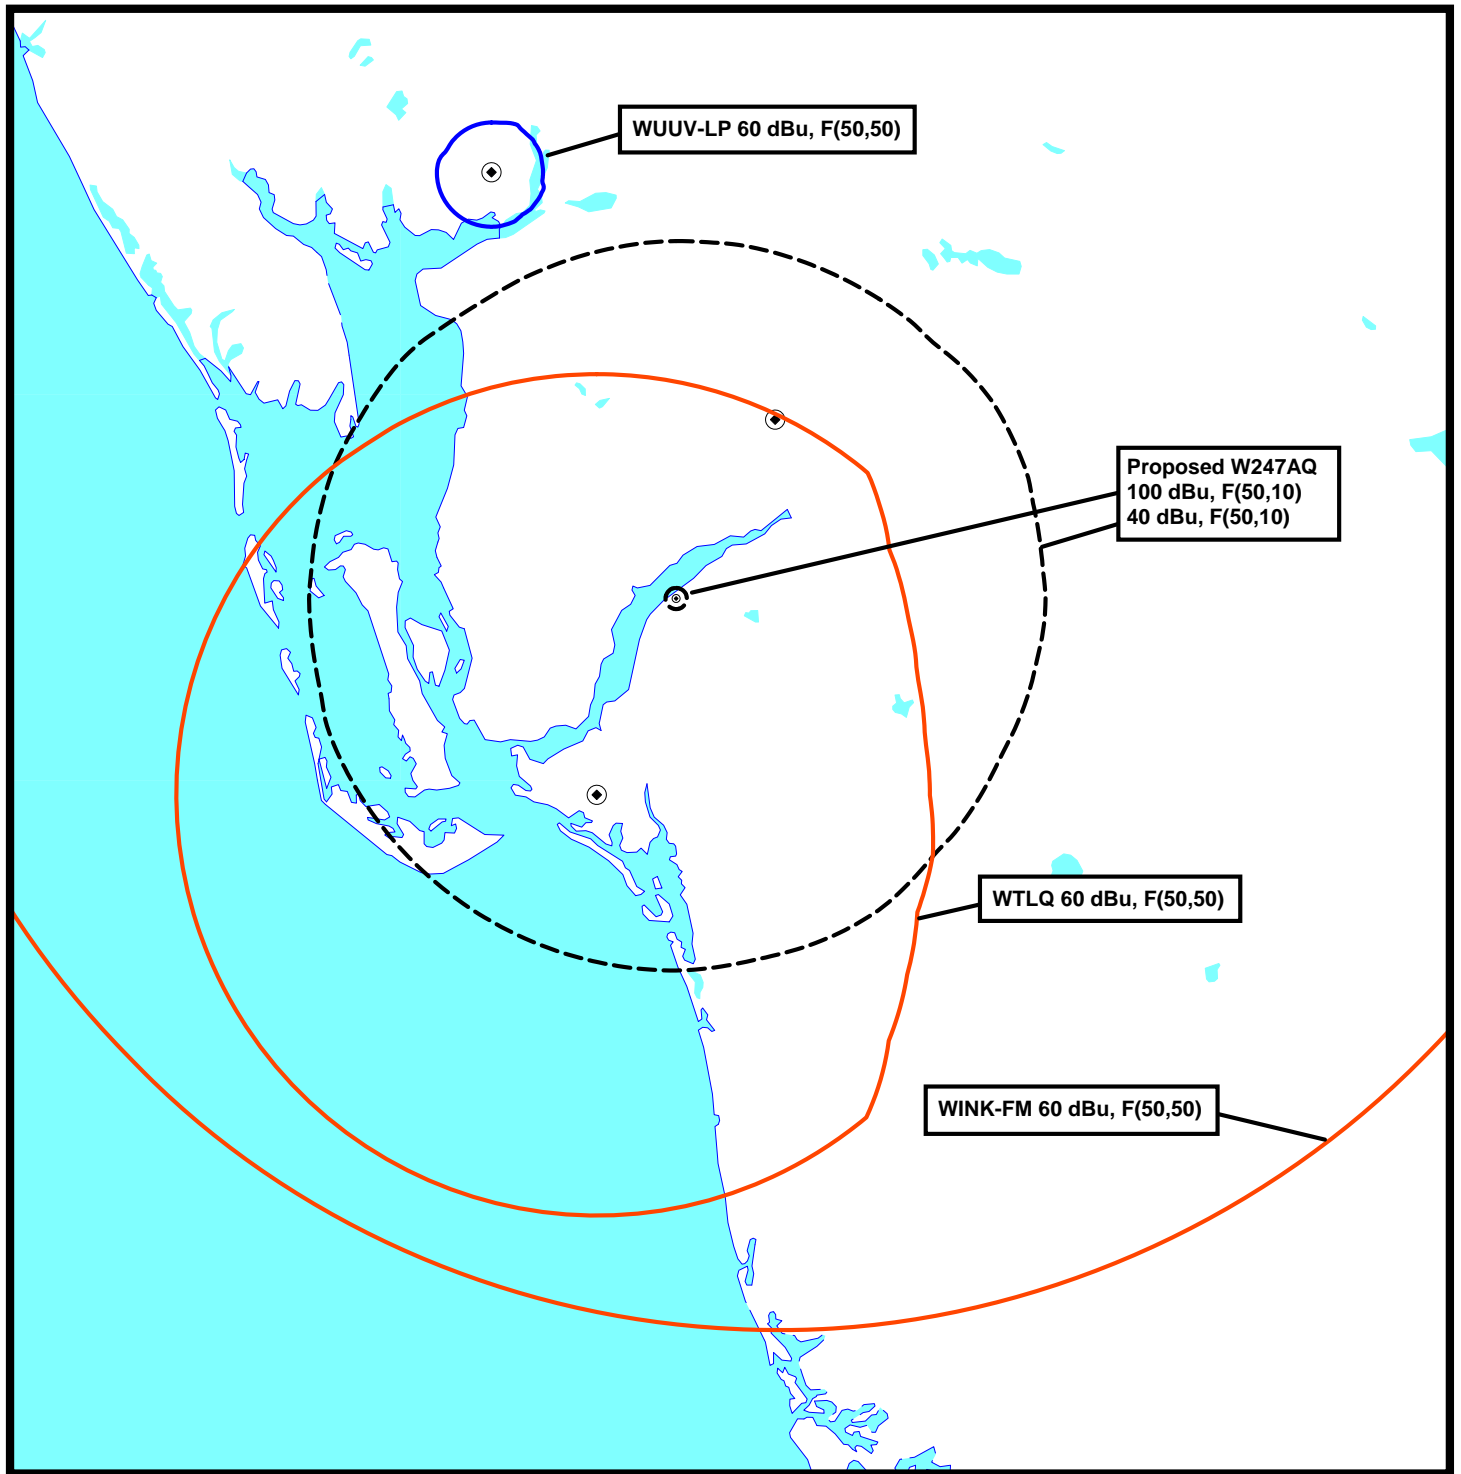 WUUV-LP 60 dBu, F(50,50)
Proposed W247AQ
100 dBu, F(50,10)
40 dBu, F(50,10)
WTLQ 60 dBu, F(50,50)
WINK-FM 60 dBu, F(50,50)